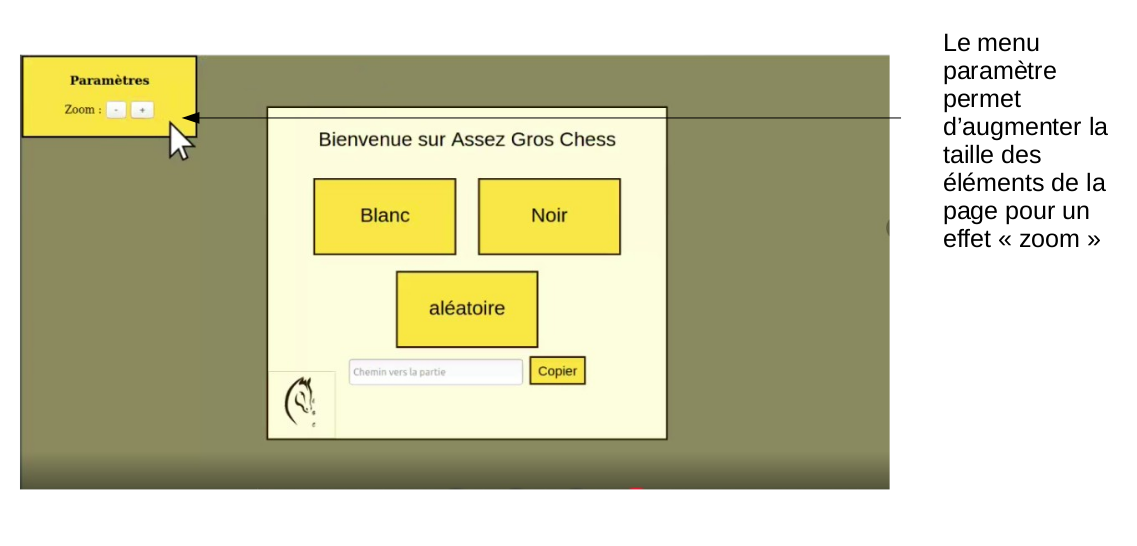 Paramètres
Zoom : - +
Bienvenue sur Assez Gros Chess
Blanc
Noir
aléatoire
Chemin vers la partie
Copier
Le menu
paramètre
permet
d’augmenter la
taille des
éléments de la
page pour un
effet « zoom »